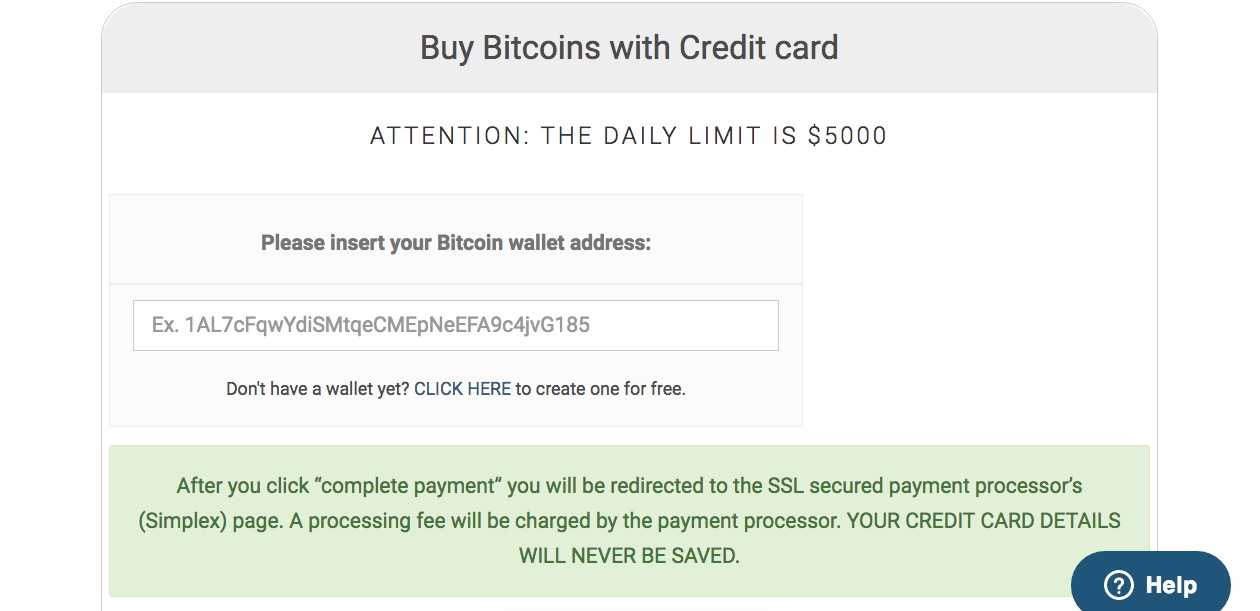 Buy Bitcoins with Credit card
ATTENTION: THE DAILY LIMIT IS $5000
Please insert your Bitcoin wallet address:
Ex. 1AL7cFqwYdiSMtqeCMEpNeEFA9c4jvG185
Don't have a wallet yet? CLICK HERE to create one for free.
After you click “complete payment” you will be redirected to the SSL secured payment processor’s
(Simplex) page. A processing fee will be charged by the payment processor. YOUR CREDIT CARD DETAILS
WILL NEVER BE SAVED.
? Help